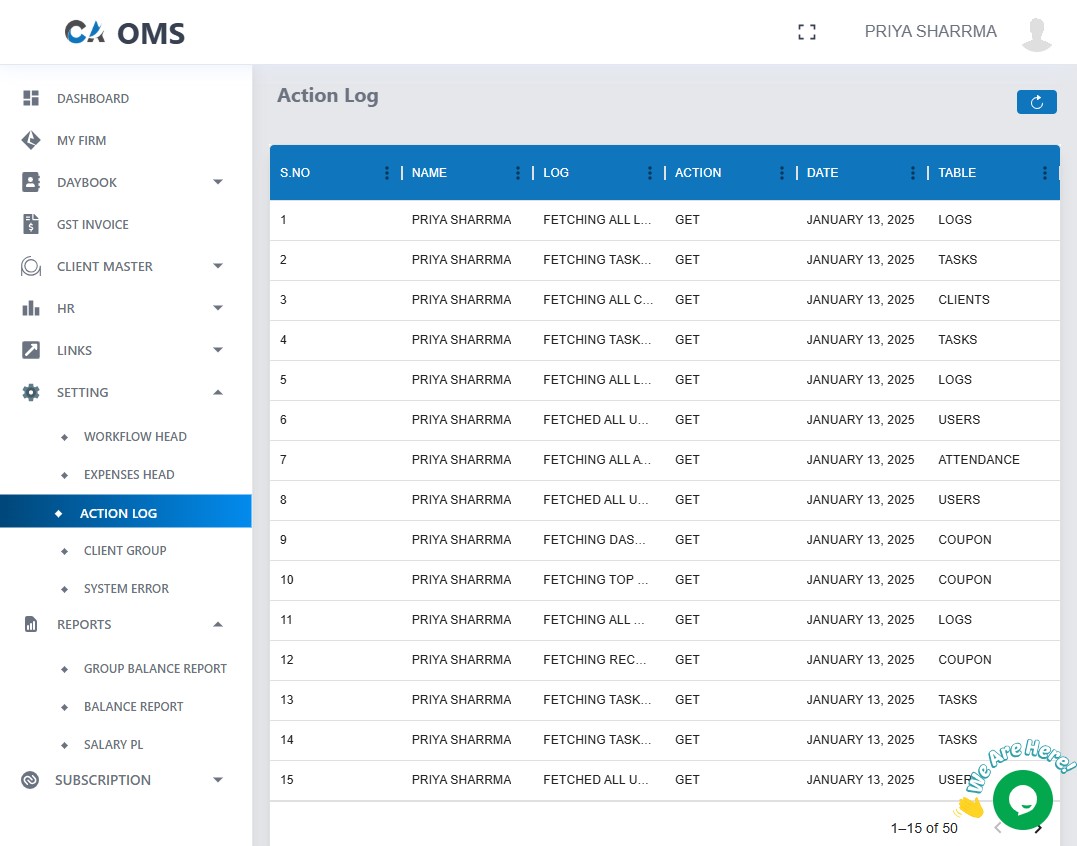 CA OMS
PRIYA SHARRMA
DASHBOARD
MY FIRM
DAYBOOK
GST INVOICE
CLIENT MASTER
HR
LINKS
SETTING
WORKFLOW HEAD
EXPENSES HEAD
ACTION LOG
CLIENT GROUP
SYSTEM ERROR
REPORTS
GROUP BALANCE REPORT
BALANCE REPORT
SALARY PL
SUBSCRIPTION
Action Log
S.NO NAME LOG ACTION DATE TABLE
1 PRIYA SHARRMA FETCHING ALL L... GET JANUARY 13, 2025 LOGS
2 PRIYA SHARRMA FETCHING TASK... GET JANUARY 13, 2025 TASKS
3 PRIYA SHARRMA FETCHING ALL C... GET JANUARY 13, 2025 CLIENTS
4 PRIYA SHARRMA FETCHING TASK... GET JANUARY 13, 2025 TASKS
5 PRIYA SHARRMA FETCHING ALL L... GET JANUARY 13, 2025 LOGS
6 PRIYA SHARRMA FETCHED ALL U... GET JANUARY 13, 2025 USERS
7 PRIYA SHARRMA FETCHING ALL A... GET JANUARY 13, 2025 ATTENDANCE
8 PRIYA SHARRMA FETCHED ALL U... GET JANUARY 13, 2025 USERS
9 PRIYA SHARRMA FETCHING DAS... GET JANUARY 13, 2025 COUPON
10 PRIYA SHARRMA FETCHING TOP ... GET JANUARY 13, 2025 COUPON
11 PRIYA SHARRMA FETCHING ALL ... GET JANUARY 13, 2025 LOGS
12 PRIYA SHARRMA FETCHING REC... GET JANUARY 13, 2025 COUPON
13 PRIYA SHARRMA FETCHING TASK... GET JANUARY 13, 2025 TASKS
14 PRIYA SHARRMA FETCHING TASK... GET JANUARY 13, 2025 TASKS
15 PRIYA SHARRMA FETCHED ALL U... GET JANUARY 13, 2025 USER
We Are Here!
1–15 of 50